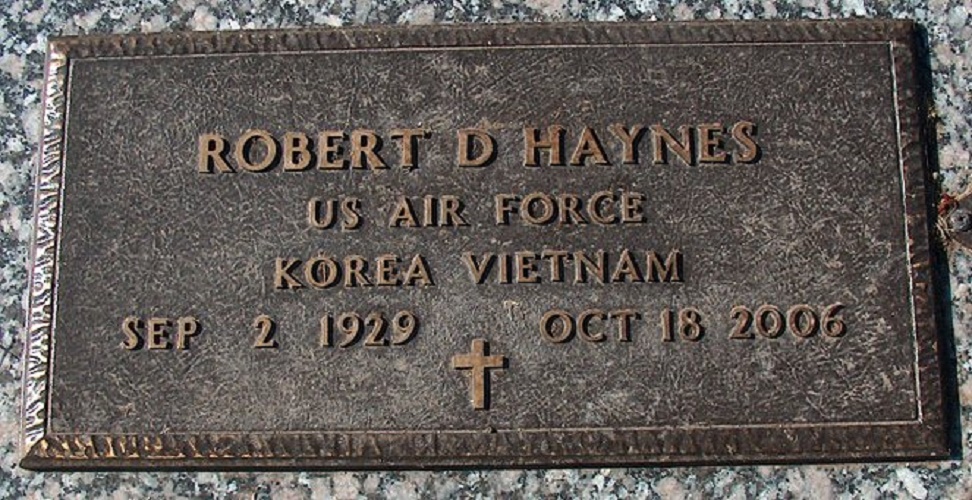 ROBERT D HAYNES
US AIR FORCE
KOREA VIETNAM
SEP 2 1929 OCT 18 2006